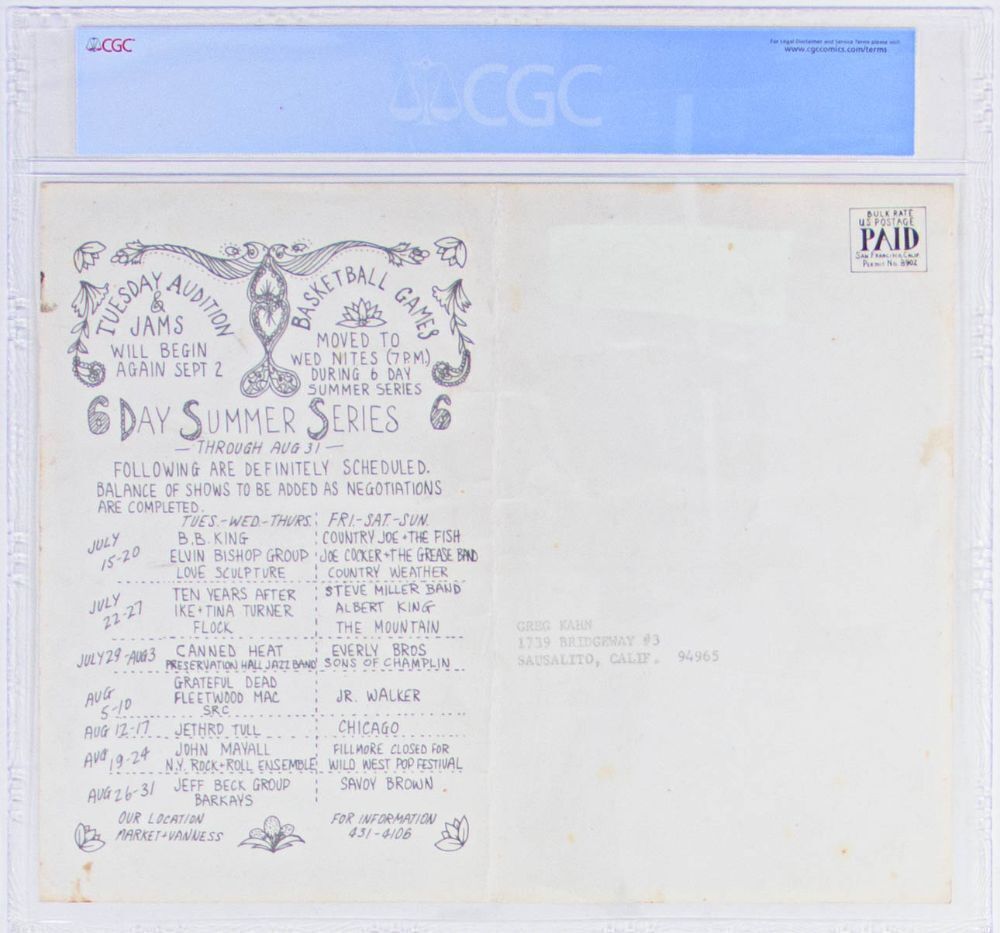 CGC
For Legal Disclaimer and Service Terms please visit
www.cgccomics.com/terms
CGC
BULK RATE
U.S. POSTAGE
PAID
SAN FRANCISCO, CALIF.
PERMIT NO. 8902
TUESDAY AUDITION
&
JAMS
WILL BEGIN
AGAIN SEPT 2
BASKETBALL GAMES
MOVED TO
WED NITES (7P.M.)
DURING 6 DAY
SUMMER SERIES
6 DAY SUMMER SERIES 6
— THROUGH AUG 31 —
FOLLOWING ARE DEFINITELY SCHEDULED.
BALANCE OF SHOWS TO BE ADDED AS NEGOTIATIONS
ARE COMPLETED.
TUES.-WED.-THURS. FRI.-SAT.-SUN.
JULY 15-20
B.B. KING COUNTRY JOE + THE FISH
ELVIN BISHOP GROUP JOE COCKER + THE GREASE BAND
LOVE SCULPTURE COUNTRY WEATHER
JULY 22-27
TEN YEARS AFTER STEVE MILLER BAND
IKE + TINA TURNER ALBERT KING
FLOCK THE MOUNTAIN
JULY 29 - AUG 3
CANNED HEAT EVERLY BROS
PRESERVATION HALL JAZZ BAND SONS OF CHAMPLIN
AUG 5-10
GRATEFUL DEAD
FLEETWOOD MAC JR. WALKER
SRC
AUG 12-17 JETHRO TULL CHICAGO
AUG 19-24
JOHN MAYALL FILLMORE CLOSED FOR
N.Y. ROCK + ROLL ENSEMBLE WILD WEST POP FESTIVAL
AUG 26-31
JEFF BECK GROUP SAVOY BROWN
BARKAYS
OUR LOCATION
MARKET + VANNESS
FOR INFORMATION
431-4106
GREG KAHN
1739 BRIDGEWAY #3
SAUSALITO, CALIF. 94965